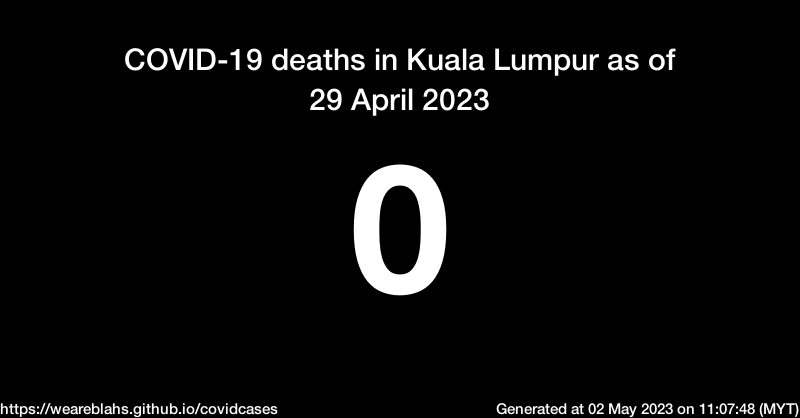 COVID-19 deaths in Kuala Lumpur as of
29 April 2023
0
https://weareblahs.github.io/covidcases
Generated at 02 May 2023 on 11:07:48 (MYT)